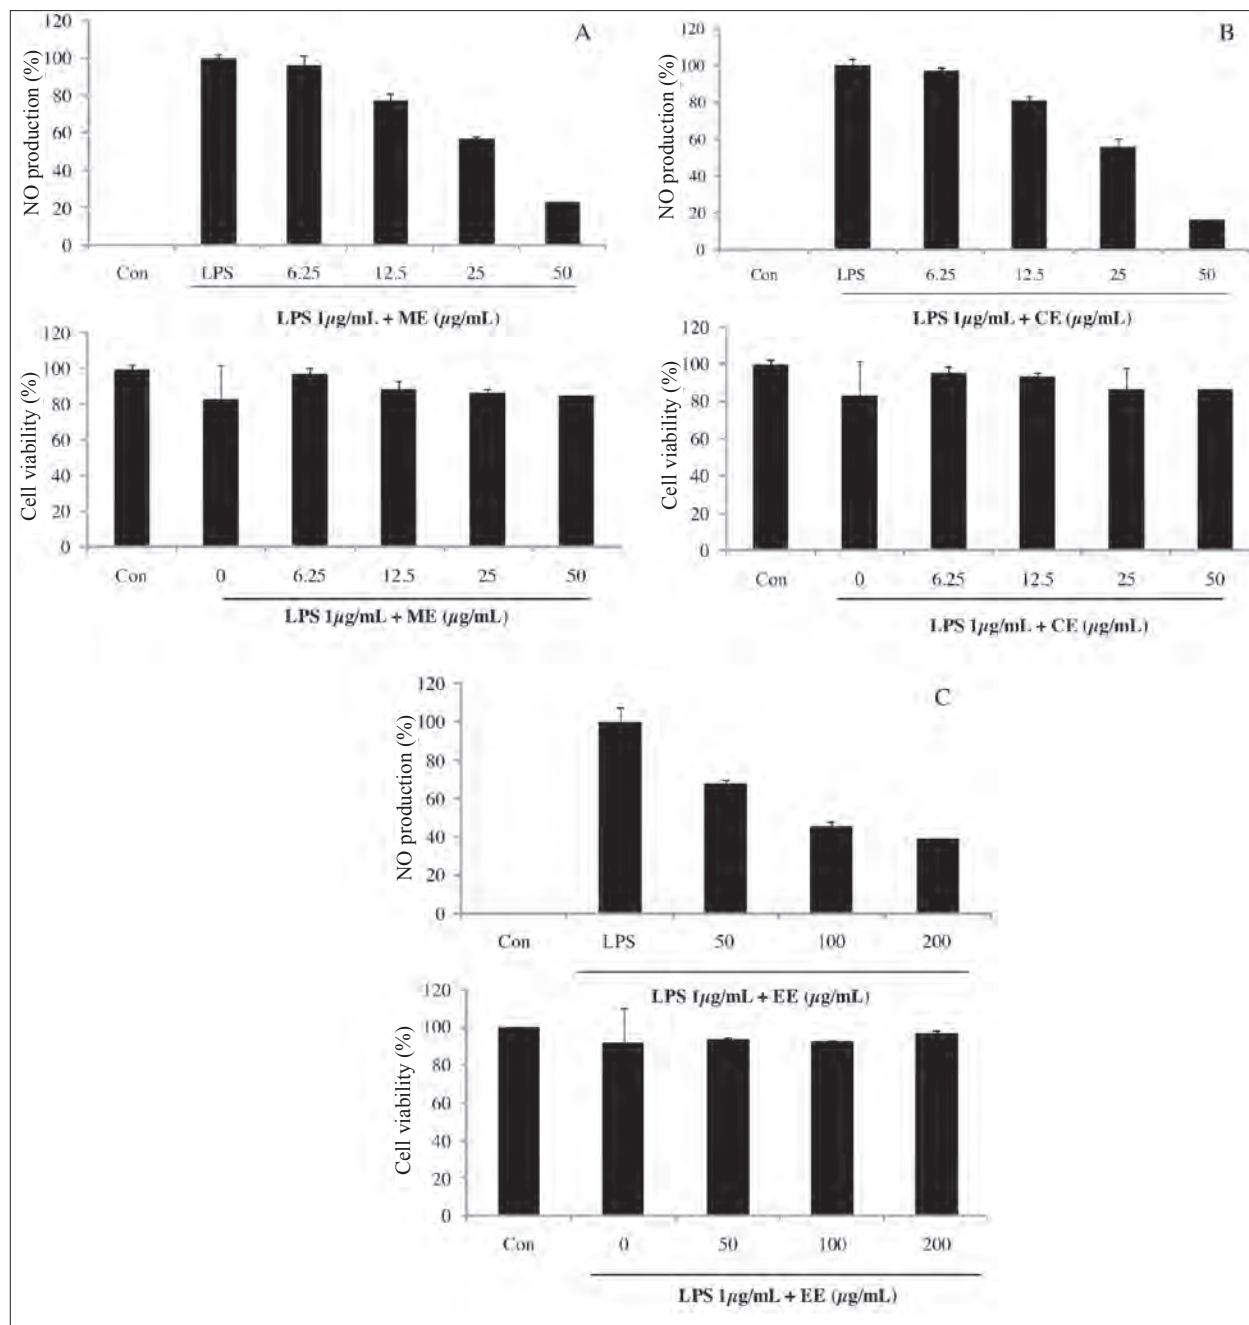 A
NO production (%)
120
100
80
60
40
20
0
Con LPS 6.25 12.5 25 50
LPS 1µg/mL + ME (µg/mL)
Cell viability (%)
120
100
80
60
40
20
0
Con 0 6.25 12.5 25 50
LPS 1µg/mL + ME (µg/mL)
B
NO production (%)
120
100
80
60
40
20
0
Con LPS 6.25 12.5 25 50
LPS 1µg/mL + CE (µg/mL)
Cell viability (%)
120
100
80
60
40
20
0
Con 0 6.25 12.5 25 50
LPS 1µg/mL + CE (µg/mL)
C
NO production (%)
120
100
80
60
40
20
0
Con LPS 50 100 200
LPS 1µg/mL + EE (µg/mL)
Cell viability (%)
120
100
80
60
40
20
0
Con 0 50 100 200
LPS 1µg/mL + EE (µg/mL)